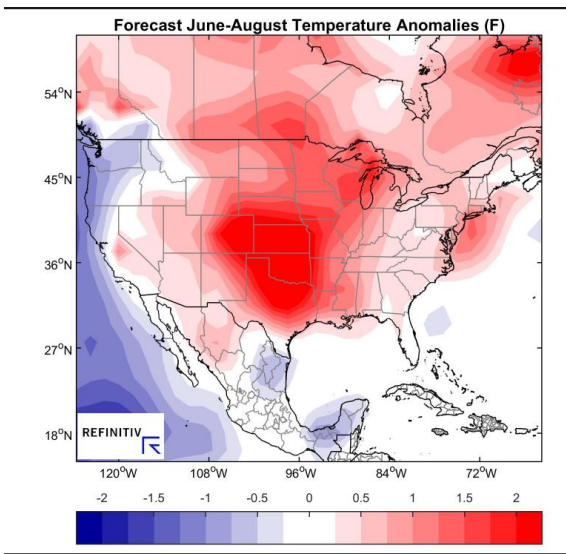 Forecast June-August Temperature Anomalies (F)
54°N
45°N
36°N
27°N
18°N
REFINITIV
120°W 108°W 96°W 84°W 72°W
-2 -1.5 -1 -0.5 0 0.5 1 1.5 2